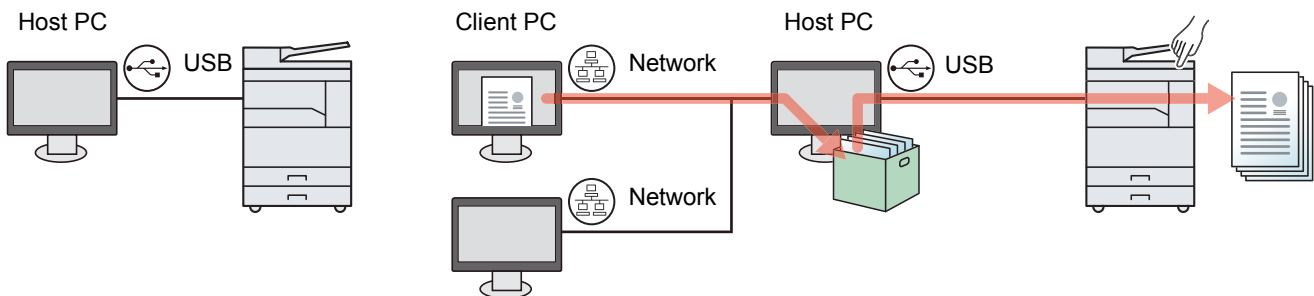 Host PC
USB
Client PC
Network
Host PC
USB
Network